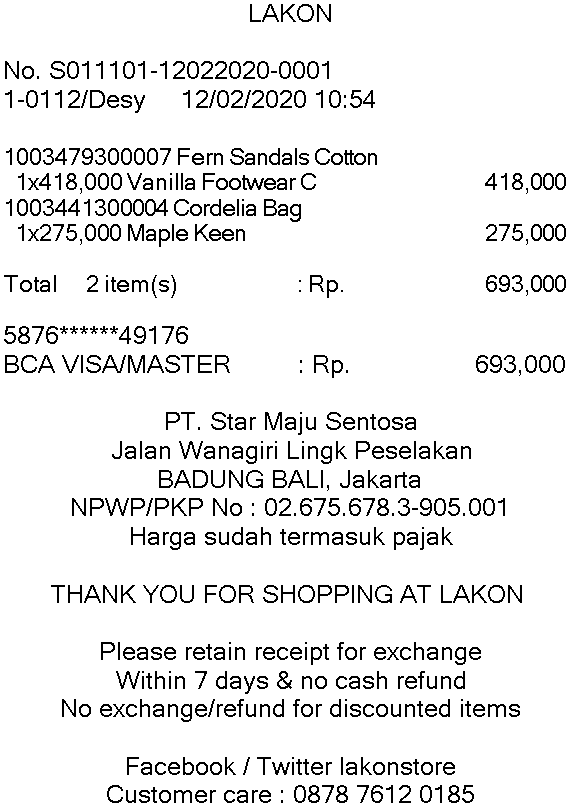 LAKON
No. S011101-12022020-0001
1-0112/Desy 12/02/2020 10:54
1003479300007 Fern Sandals Cotton
1x418,000 Vanilla Footwear C 418,000
1003441300004 Cordelia Bag
1x275,000 Maple Keen 275,000
Total 2 item(s) : Rp. 693,000
5876******49176
BCA VISA/MASTER : Rp. 693,000
PT. Star Maju Sentosa
Jalan Wanagiri Lingk Peselakan
BADUNG BALI, Jakarta
NPWP/PKP No : 02.675.678.3-905.001
Harga sudah termasuk pajak
THANK YOU FOR SHOPPING AT LAKON
Please retain receipt for exchange
Within 7 days & no cash refund
No exchange/refund for discounted items
Facebook / Twitter lakonstore
Customer care : 0878 7612 0185